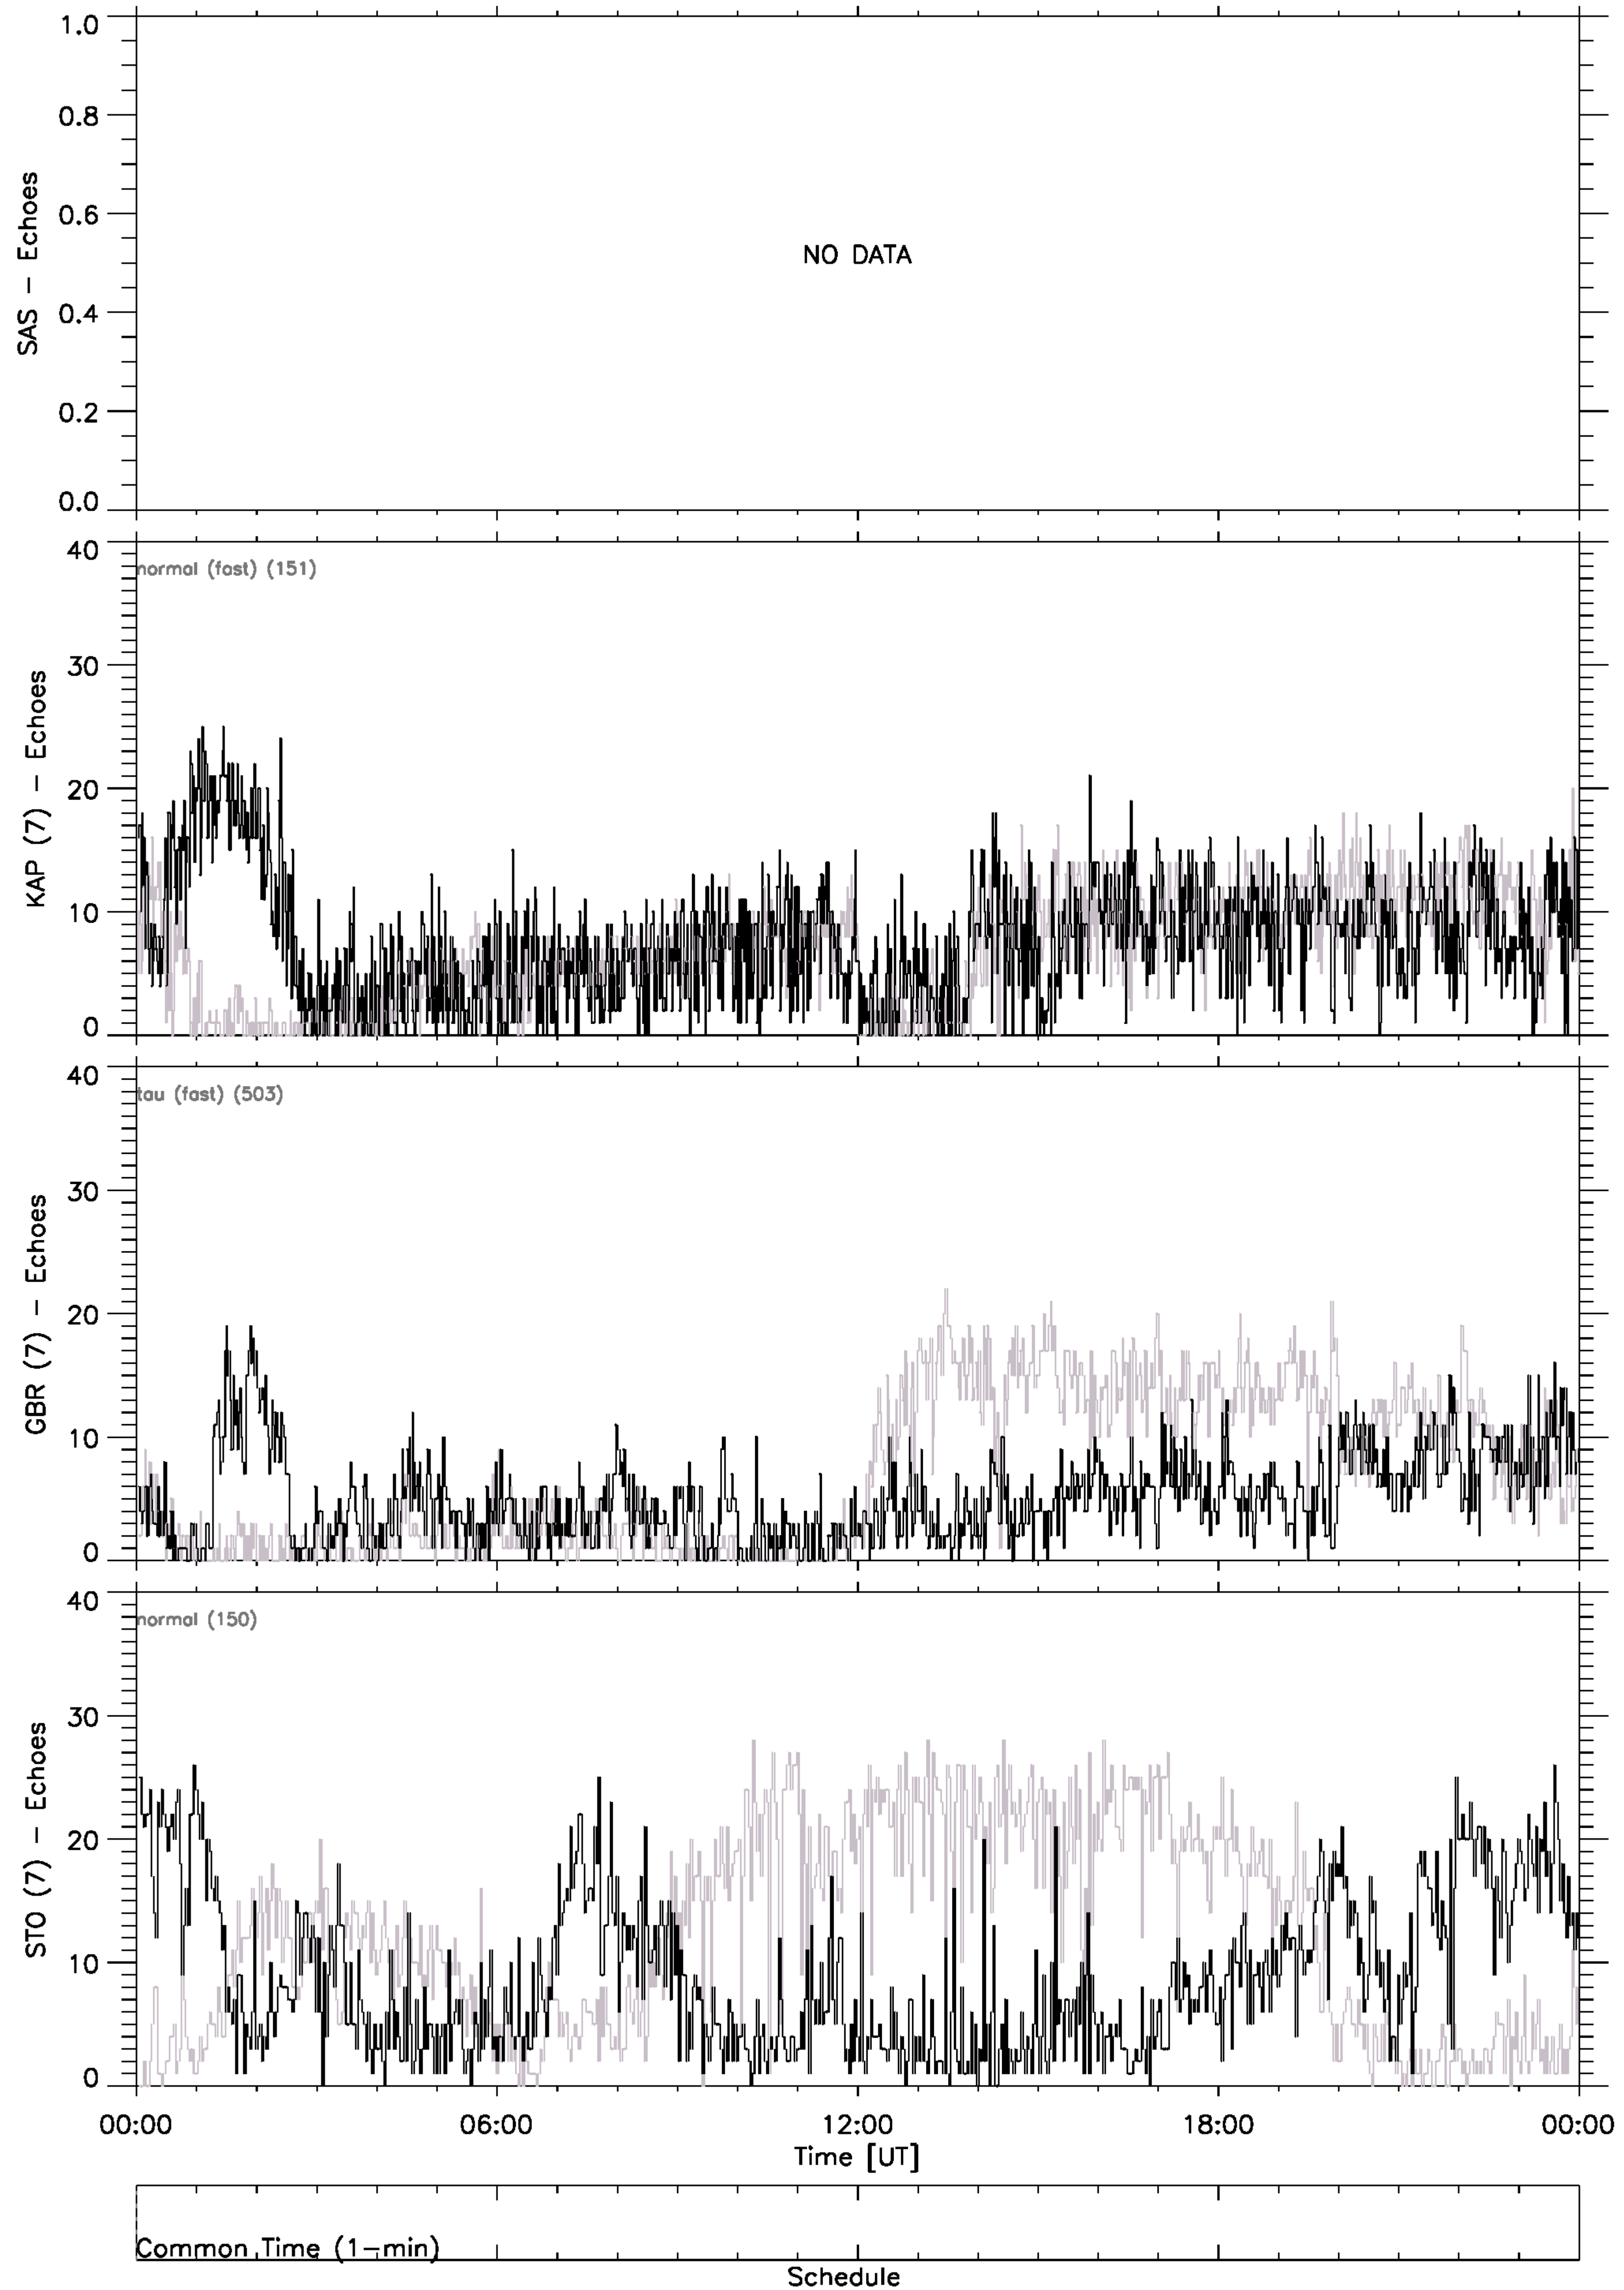 SAS - Echoes
1.0
0.8
0.6
0.4
0.2
0.0
NO DATA
KAP (7) - Echoes
40
30
20
10
0
normal (fast) (151)
GBR (7) - Echoes
40
30
20
10
0
tau (fast) (503)
STO (7) - Echoes
40
30
20
10
0
normal (150)
00:00 06:00 12:00 18:00 00:00
Time [UT]
Common Time (1-min)
Schedule